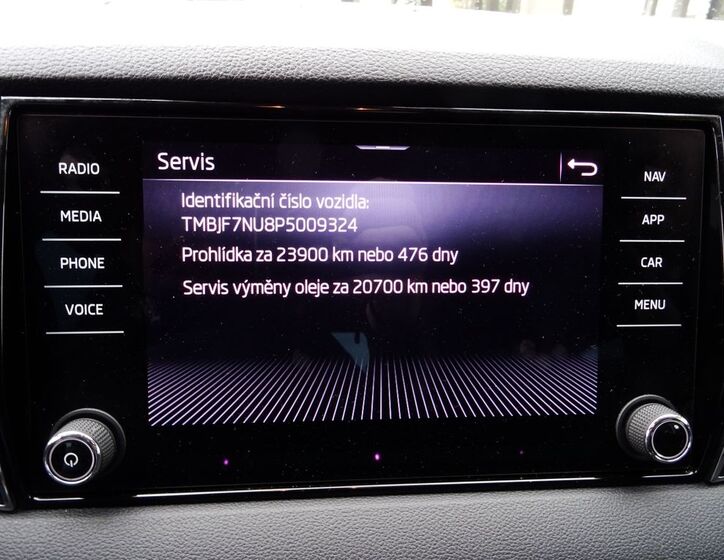 Servis
RADIO
MEDIA
PHONE
VOICE
Identifikační číslo vozidla:
TMBJF7NU8P5009324
Prohlídka za 23900 km nebo 476 dny
Servis výměny oleje za 20700 km nebo 397 dny
NAV
APP
CAR
MENU